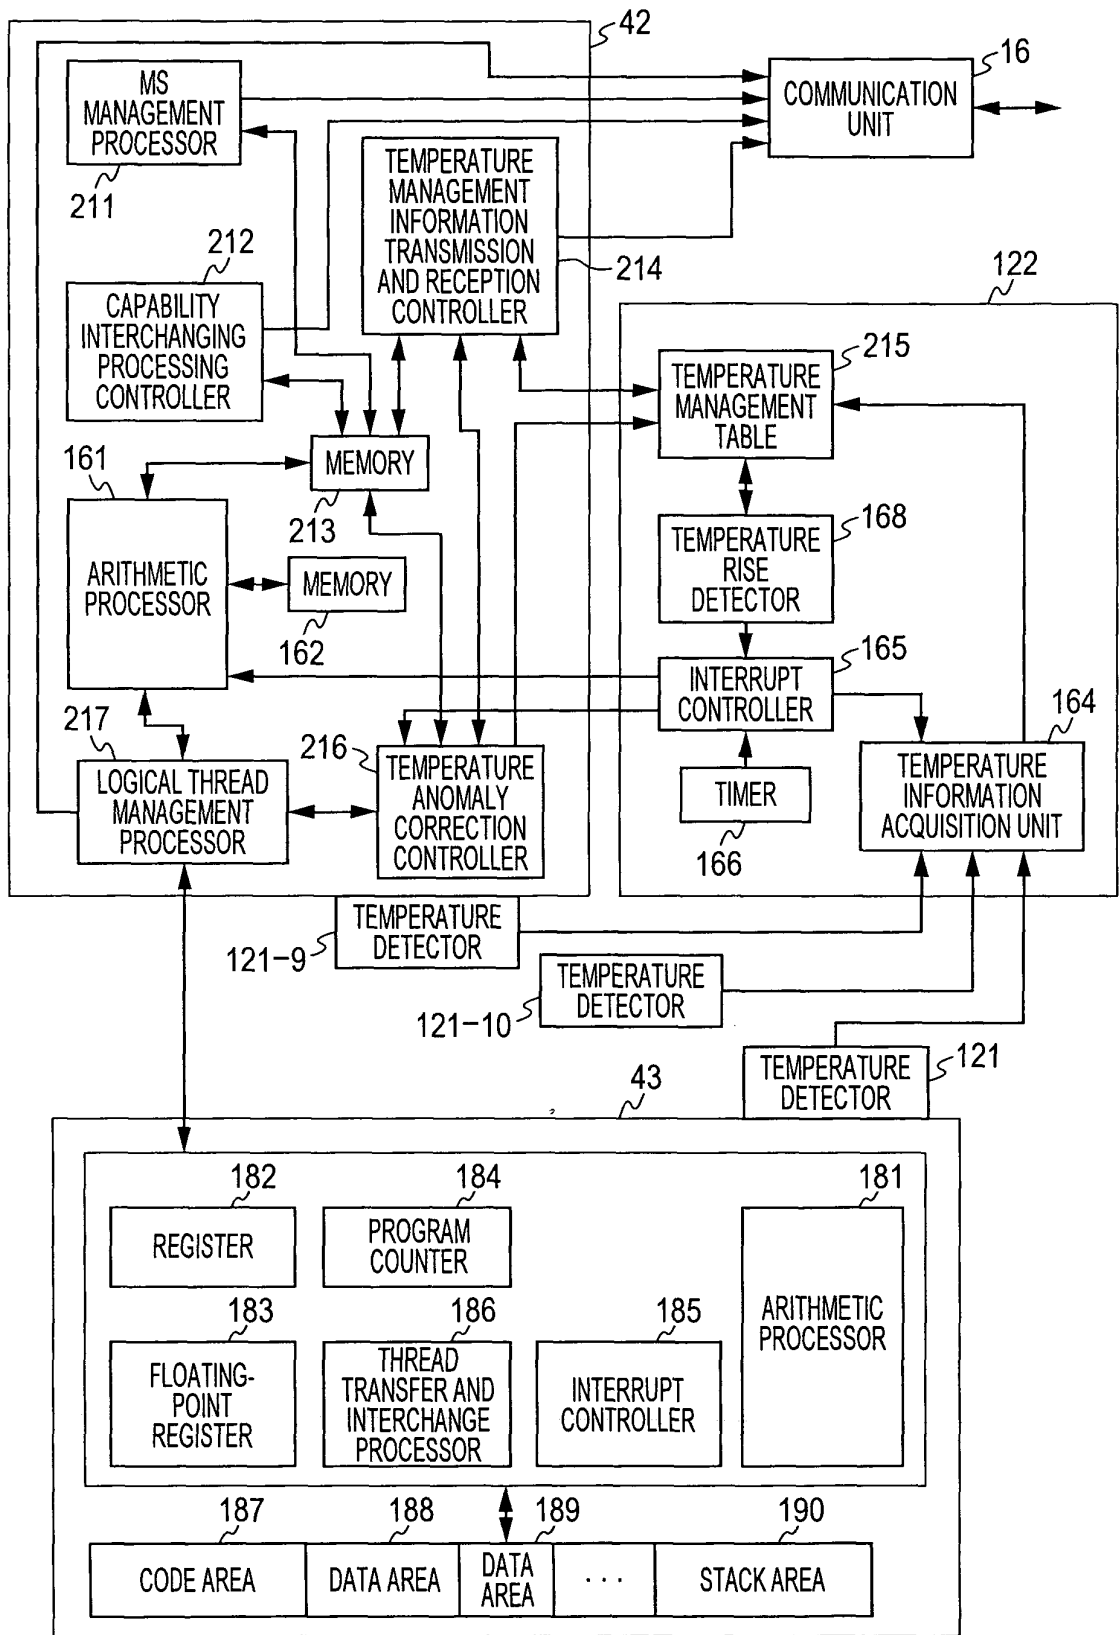 42
16
MS
MANAGEMENT
PROCESSOR
211
COMMUNICATION
UNIT
TEMPERATURE
MANAGEMENT
INFORMATION
TRANSMISSION
AND RECEPTION
CONTROLLER
214
212
CAPABILITY
INTERCHANGING
PROCESSING
CONTROLLER
122
215
TEMPERATURE
MANAGEMENT
TABLE
161
MEMORY
213
ARITHMETIC
PROCESSOR
MEMORY
162
168
TEMPERATURE
RISE
DETECTOR
165
INTERRUPT
CONTROLLER
164
217
216
LOGICAL THREAD
MANAGEMENT
PROCESSOR
TEMPERATURE
ANOMALY
CORRECTION
CONTROLLER
TIMER
166
TEMPERATURE
INFORMATION
ACQUISITION UNIT
TEMPERATURE
DETECTOR
121-9
TEMPERATURE
DETECTOR
121-10
TEMPERATURE
DETECTOR
121
43
182
REGISTER
184
PROGRAM
COUNTER
181
ARITHMETIC
PROCESSOR
183
FLOATING-
POINT
REGISTER
186
THREAD
TRANSFER AND
INTERCHANGE
PROCESSOR
185
INTERRUPT
CONTROLLER
187
188
189
190
CODE AREA
DATA AREA
DATA
AREA
...
STACK AREA